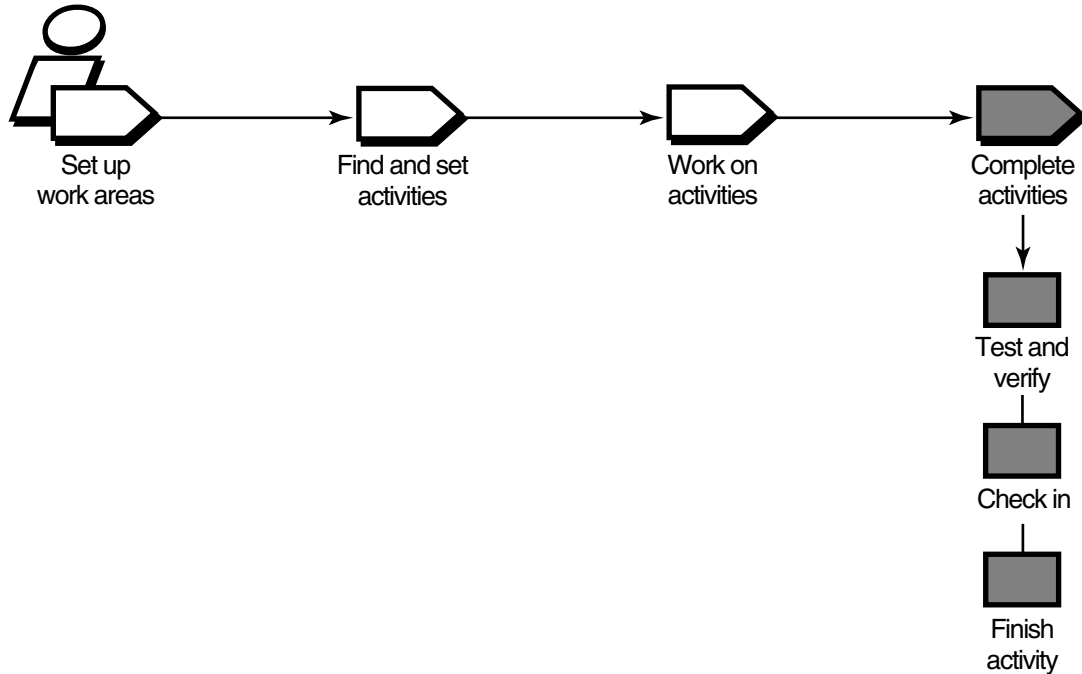 Set up
work areas
Find and set
activities
Work on
activities
Complete
activities
Test and
verify
Check in
Finish
activity